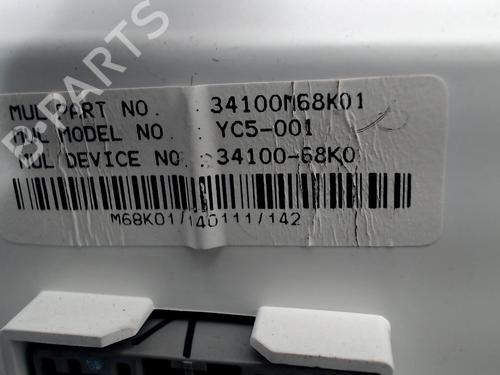 MUL PART NO. : 34100M68K01
MUL MODEL NO. : YC5-001
MUL DEVICE NO. : 34100-68K0
M68K01/140111/142
B-PARTS